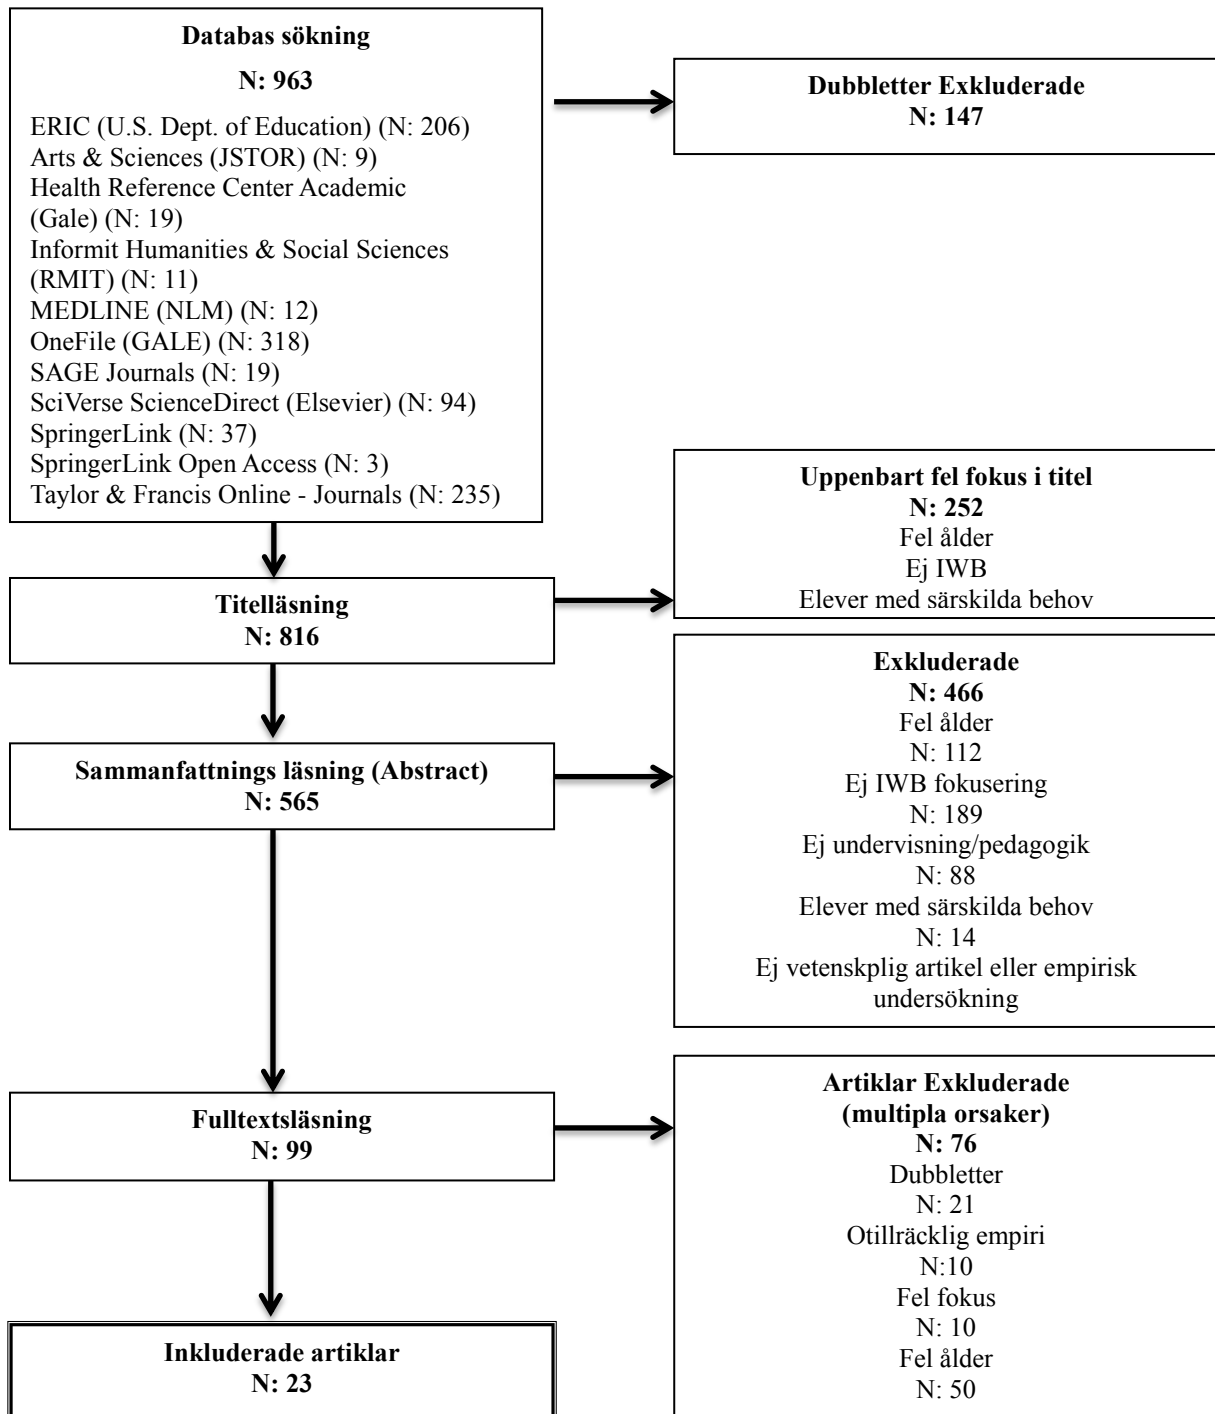 Databas sökning
N: 963
ERIC (U.S. Dept. of Education) (N: 206)
Arts & Sciences (JSTOR) (N: 9)
Health Reference Center Academic
(Gale) (N: 19)
Informit Humanities & Social Sciences
(RMIT) (N: 11)
MEDLINE (NLM) (N: 12)
OneFile (GALE) (N: 318)
SAGE Journals (N: 19)
SciVerse ScienceDirect (Elsevier) (N: 94)
SpringerLink (N: 37)
SpringerLink Open Access (N: 3)
Taylor & Francis Online - Journals (N: 235)
Dubbletter Exkluderade
N: 147
Titelläsning
N: 816
Uppenbart fel fokus i titel
N: 252
Fel ålder
Ej IWB
Elever med särskilda behov
Sammanfattnings läsning (Abstract)
N: 565
Exkluderade
N: 466
Fel ålder
N: 112
Ej IWB fokusering
N: 189
Ej undervisning/pedagogik
N: 88
Elever med särskilda behov
N: 14
Ej vetenskplig artikel eller empirisk
undersökning
Fulltextsläsning
N: 99
Artiklar Exkluderade
(multipla orsaker)
N: 76
Dubbletter
N: 21
Otillräcklig empiri
N:10
Fel fokus
N: 10
Fel ålder
N: 50
Inkluderade artiklar
N: 23